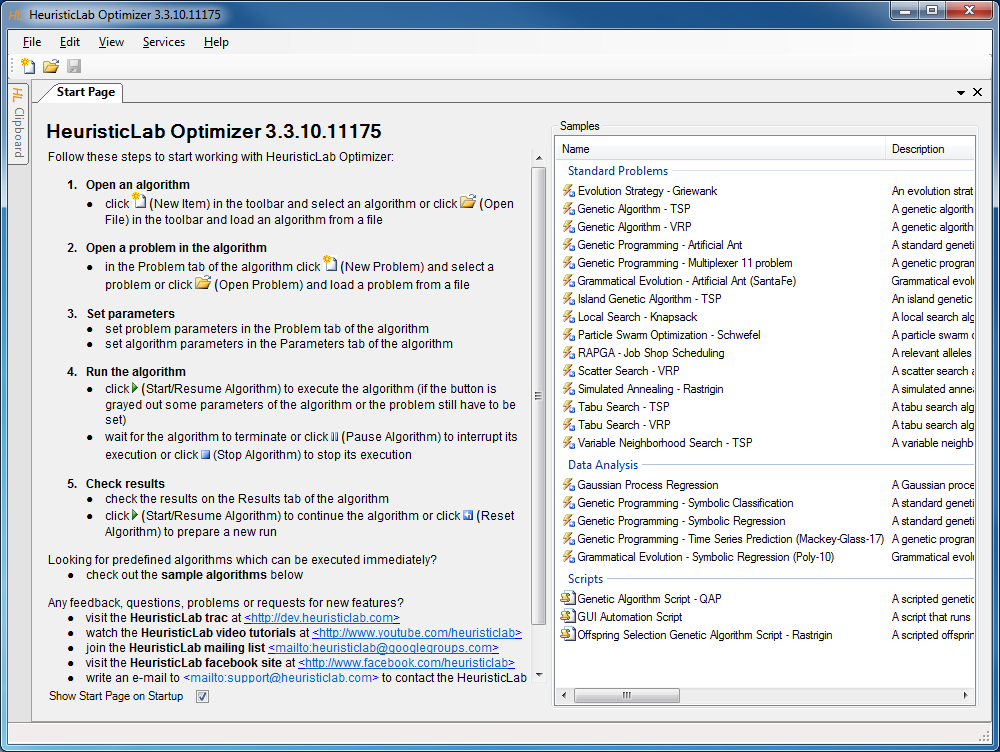 HL HeuristicLab Optimizer 3.3.10.11175
File Edit View Services Help
HL Clipboard
Start Page
HeuristicLab Optimizer 3.3.10.11175
Follow these steps to start working with HeuristicLab Optimizer:
1. Open an algorithm
• click (New Item) in the toolbar and select an algorithm or click (Open
File) in the toolbar and load an algorithm from a file
2. Open a problem in the algorithm
• in the Problem tab of the algorithm click (New Problem) and select a
problem or click (Open Problem) and load a problem from a file
3. Set parameters
• set problem parameters in the Problem tab of the algorithm
• set algorithm parameters in the Parameters tab of the algorithm
4. Run the algorithm
• click (Start/Resume Algorithm) to execute the algorithm (if the button is
grayed out some parameters of the algorithm or the problem still have to be
set)
• wait for the algorithm to terminate or click (Pause Algorithm) to interrupt its
execution or click (Stop Algorithm) to stop its execution
5. Check results
• check the results on the Results tab of the algorithm
• click (Start/Resume Algorithm) to continue the algorithm or click (Reset
Algorithm) to prepare a new run
Looking for predefined algorithms which can be executed immediately?
• check out the sample algorithms below
Any feedback, questions, problems or requests for new features?
• visit the HeuristicLab trac at <http://dev.heuristiclab.com>
• watch the HeuristicLab video tutorials at <http://www.youtube.com/heuristiclab>
• join the HeuristicLab mailing list <mailto:heuristiclab@googlegroups.com>
• visit the HeuristicLab facebook site at <http://www.facebook.com/heuristiclab>
• write an e-mail to <mailto:support@heuristiclab.com> to contact the HeuristicLab
Show Start Page on Startup
Samples
Name Description
Standard Problems
Evolution Strategy - Griewank An evolution strat
Genetic Algorithm - TSP A genetic algorith
Genetic Algorithm - VRP A genetic algorith
Genetic Programming - Artificial Ant A standard geneti
Genetic Programming - Multiplexer 11 problem A genetic program
Grammatical Evolution - Artificial Ant (SantaFe) Grammatical evolu
Island Genetic Algorithm - TSP An island genetic
Local Search - Knapsack A local search alg
Particle Swarm Optimization - Schwefel A particle swarm o
RAPGA - Job Shop Scheduling A relevant alleles
Scatter Search - VRP A scatter search a
Simulated Annealing - Rastrigin A simulated annea
Tabu Search - TSP A tabu search alg
Tabu Search - VRP A tabu search alg
Variable Neighborhood Search - TSP A variable neighb
Data Analysis
Gaussian Process Regression A Gaussian proce
Genetic Programming - Symbolic Classification A standard geneti
Genetic Programming - Symbolic Regression A standard geneti
Genetic Programming - Time Series Prediction (Mackey-Glass-17) A genetic program
Grammatical Evolution - Symbolic Regression (Poly-10) Grammatical evolu
Scripts
Genetic Algorithm Script - QAP A scripted genetic
GUI Automation Script A script that runs
Offspring Selection Genetic Algorithm Script - Rastrigin A scripted offsprin